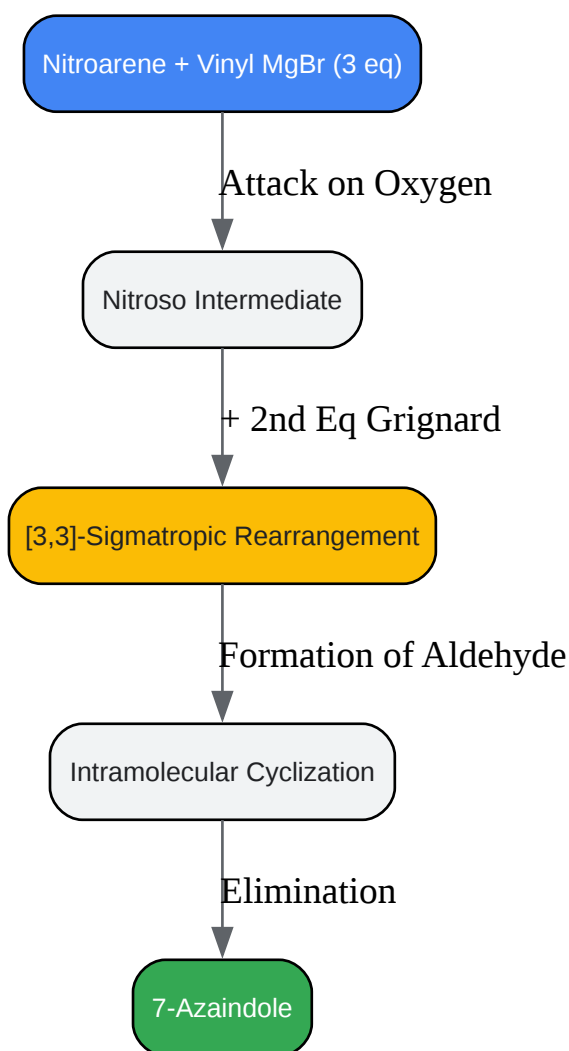 Nitroarene + Vinyl MgBr (3 eq)
Attack on Oxygen
Nitroso Intermediate
+ 2nd Eq Grignard
[3,3]-Sigmatropic Rearrangement
Formation of Aldehyde
Intramolecular Cyclization
Elimination
7-Azaindole